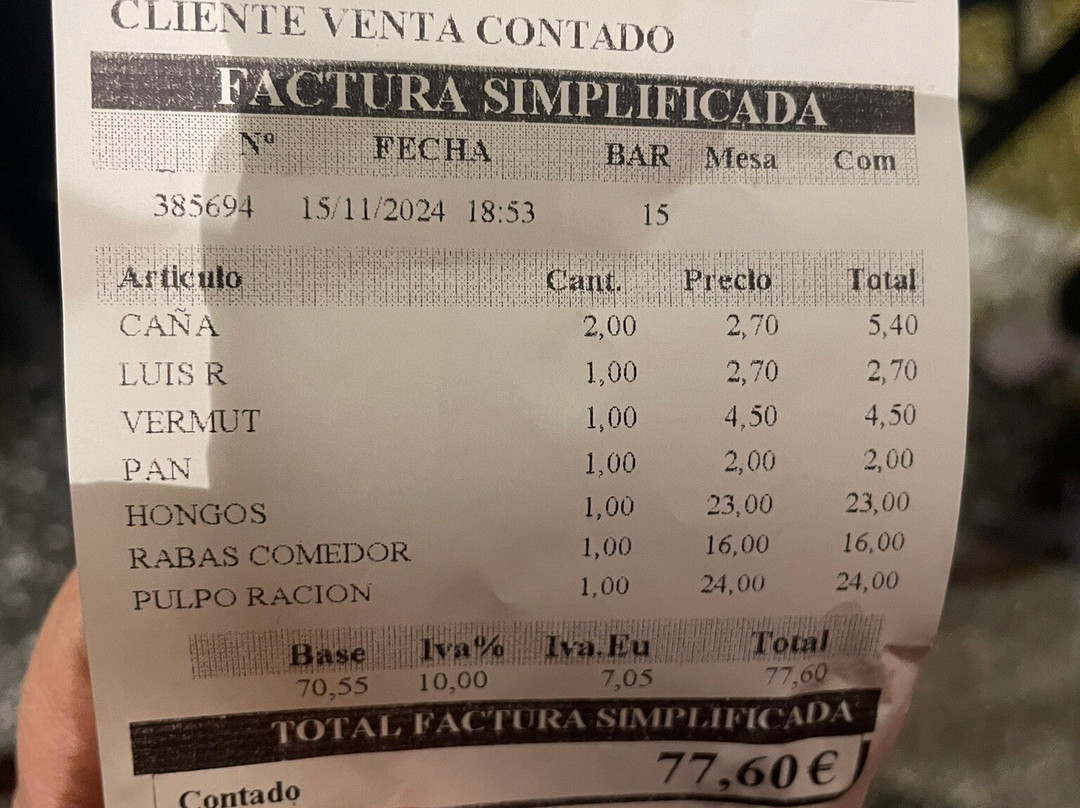 CLIENTE VENTA CONTADO
FACTURA SIMPLIFICADA
Nº FECHA BAR Mesa Com
385694 15/11/2024 18:53 15
Articulo Cant. Precio Total
CAÑA 2,00 2,70 5,40
LUIS R 1,00 2,70 2,70
VERMUT 1,00 4,50 4,50
PAN 1,00 2,00 2,00
HONGOS 1,00 23,00 23,00
RABAS COMEDOR 1,00 16,00 16,00
PULPO RACION 1,00 24,00 24,00
Base Iva% Iva.Eu Total
70,55 10,00 7,05 77,60
TOTAL FACTURA SIMPLIFICADA
77,60€
Contado